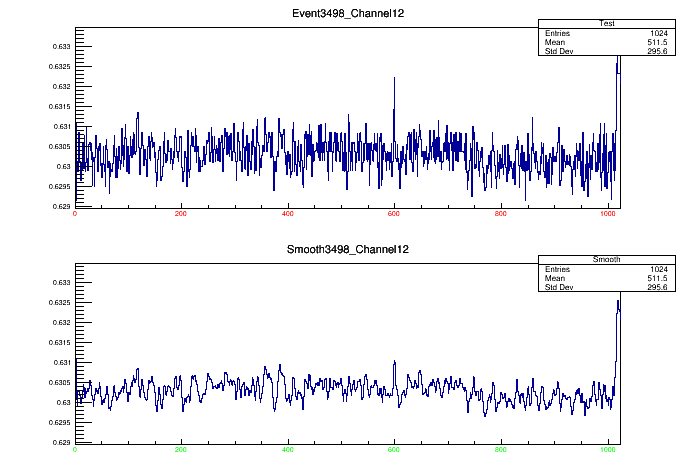 Event3498_Channel12
Test
Entries 1024
Mean 511.5
Std Dev 295.6
0.633
0.6325
0.632
0.6315
0.631
0.6305
0.63
0.6295
0.629
0 200 400 600 800 1000
Smooth3498_Channel12
Smooth
Entries 1024
Mean 511.5
Std Dev 295.6
0.633
0.6325
0.632
0.6315
0.631
0.6305
0.63
0.6295
0.629
0 200 400 600 800 1000